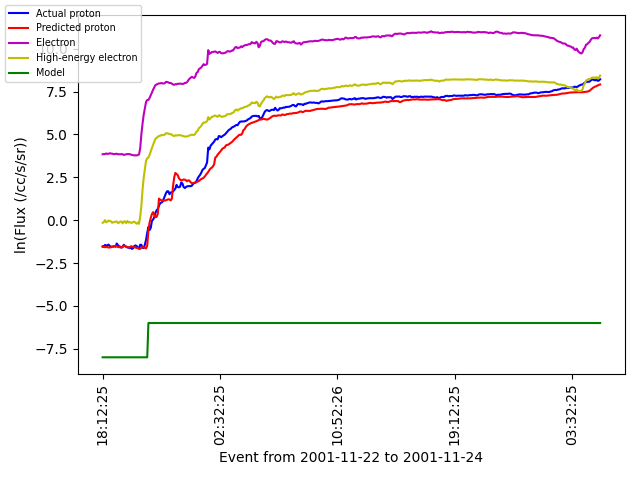 Actual proton
Predicted proton
Electron
High-energy electron
Model
10.0
7.5
5.0
2.5
0.0
−2.5
−5.0
−7.5
ln(Flux (/cc/s/sr))
18:12:25
02:32:25
10:52:26
19:12:25
03:32:25
Event from 2001-11-22 to 2001-11-24